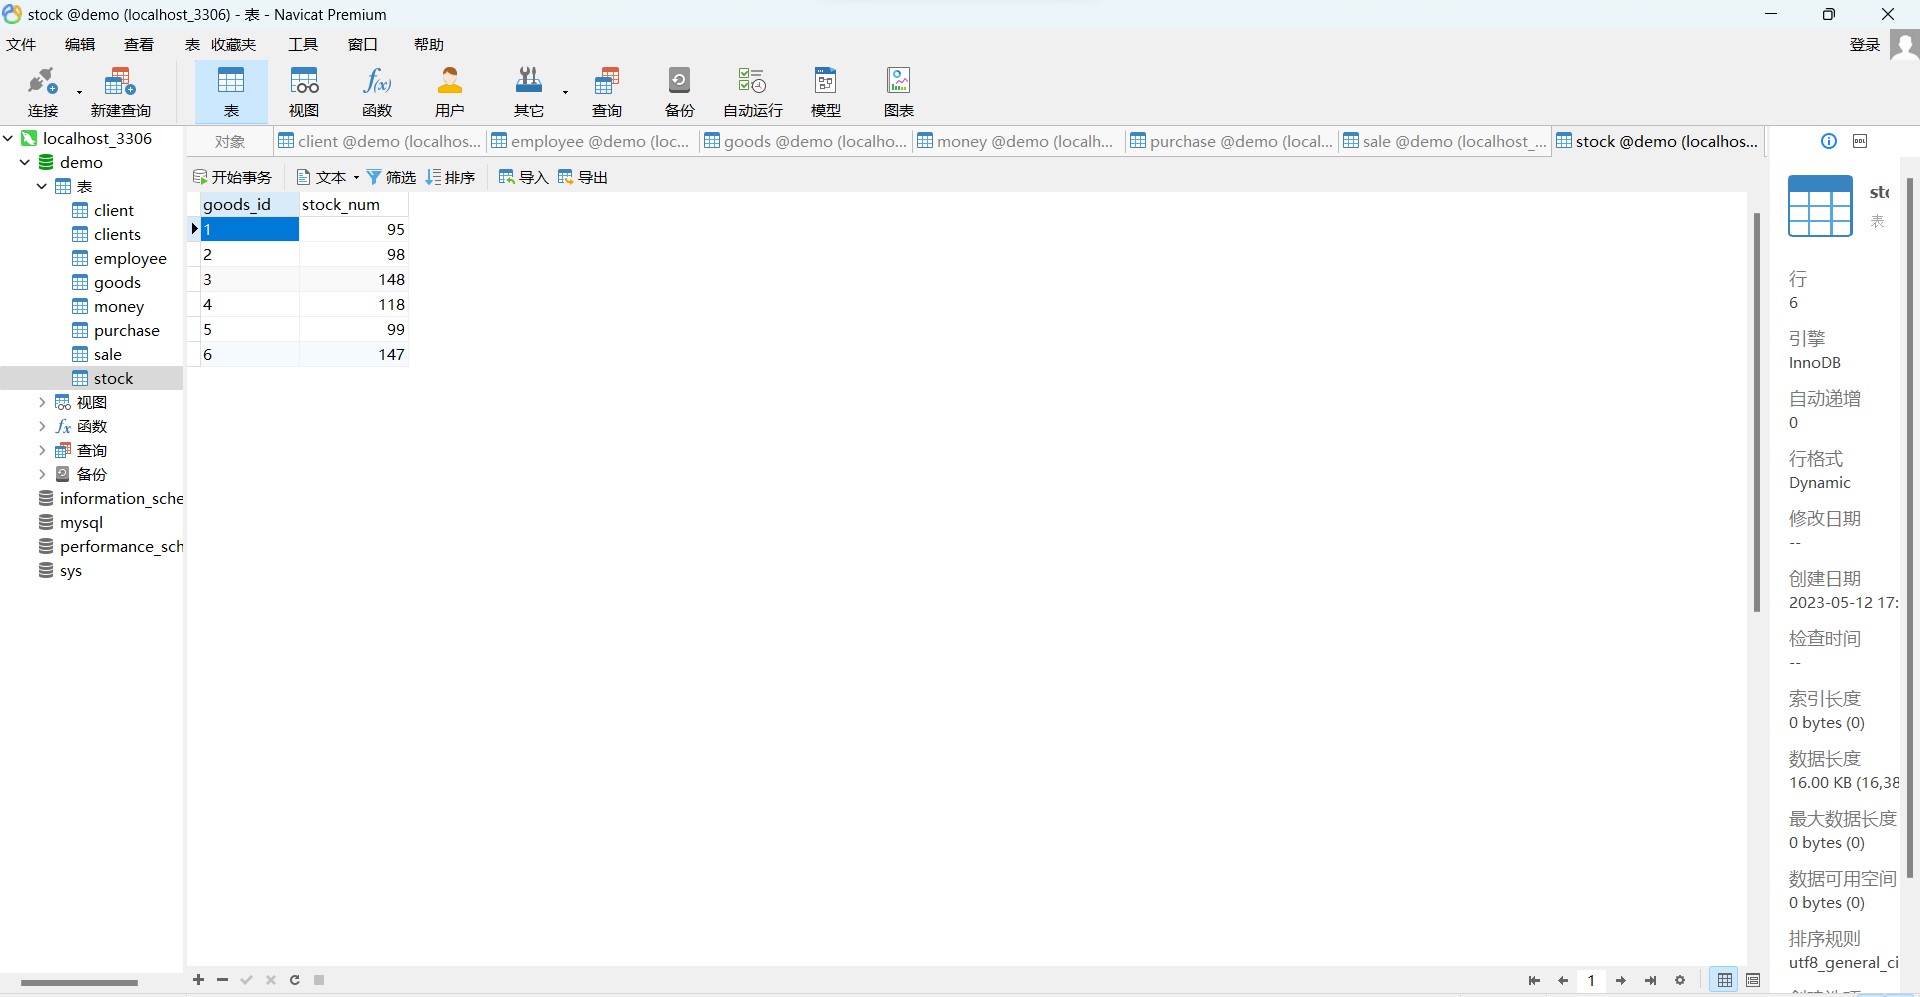 stock @demo (localhost_3306) - 表 - Navicat Premium
文件 编辑 查看 表 收藏夹 工具 窗口 帮助 登录
连接 新建查询 表 视图 函数 用户 其它 查询 备份 自动运行 模型 图表
localhost_3306
demo
表
client
clients
employee
goods
money
purchase
sale
stock
视图
函数
查询
备份
information_sche
mysql
performance_sch
sys
对象 client @demo (localhos... employee @demo (loc... goods @demo (localho... money @demo (localh... purchase @demo (local... sale @demo (localhost_... stock @demo (localhos...
开始事务 文本 筛选 排序 导入 导出
goods_id stock_num
1 95
2 98
3 148
4 118
5 99
6 147
1
表
行
6
引擎
InnoDB
自动递增
0
行格式
Dynamic
修改日期
--
创建日期
2023-05-12 17:
检查时间
--
索引长度
0 bytes (0)
数据长度
16.00 KB (16,38
最大数据长度
0 bytes (0)
数据可用空间
0 bytes (0)
排序规则
utf8_general_ci